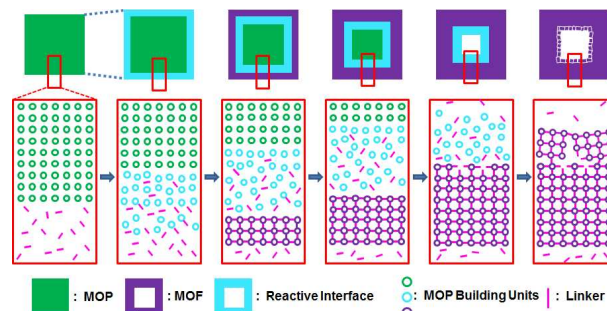 : MOP : MOF : Reactive Interface : MOP Building Units : Linker